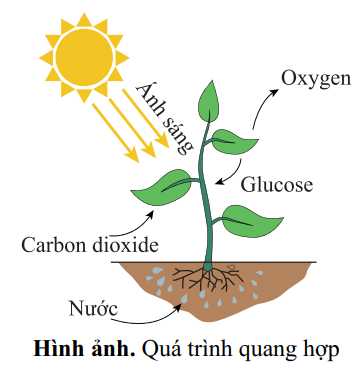 Ánh sáng
Oxygen
Glucose
Carbon dioxide
Nước
Hình ảnh. Quá trình quang hợp